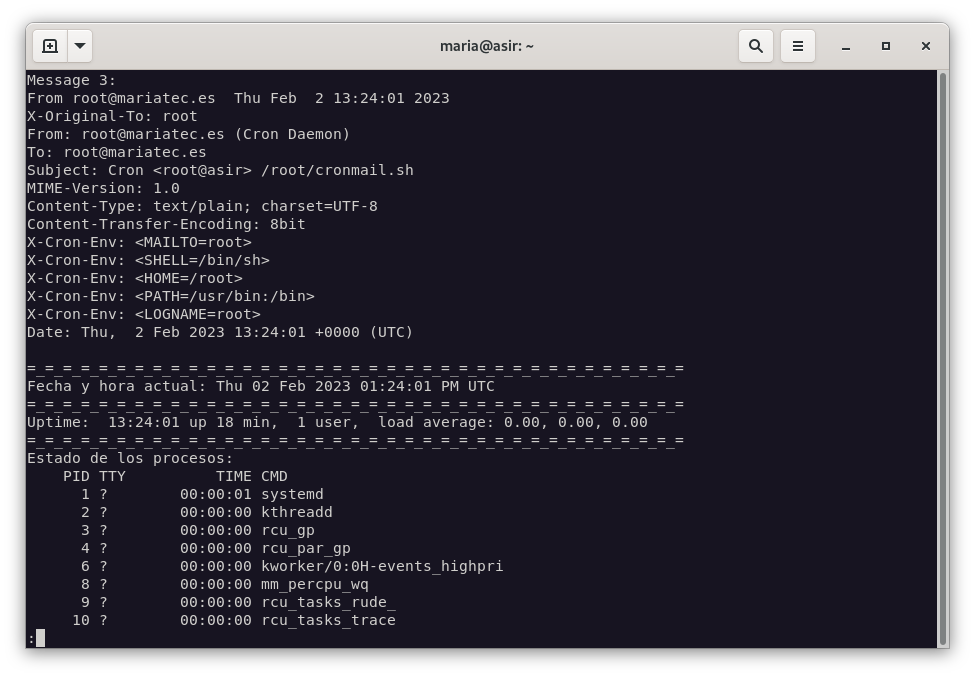 maria@asir: ~
Message 3:
From root@mariatec.es  Thu Feb  2 13:24:01 2023
X-Original-To: root
From: root@mariatec.es (Cron Daemon)
To: root@mariatec.es
Subject: Cron <root@asir> /root/cronmail.sh
MIME-Version: 1.0
Content-Type: text/plain; charset=UTF-8
Content-Transfer-Encoding: 8bit
X-Cron-Env: <MAILTO=root>
X-Cron-Env: <SHELL=/bin/sh>
X-Cron-Env: <HOME=/root>
X-Cron-Env: <PATH=/usr/bin:/bin>
X-Cron-Env: <LOGNAME=root>
Date: Thu,  2 Feb 2023 13:24:01 +0000 (UTC)

=_=_=_=_=_=_=_=_=_=_=_=_=_=_=_=_=_=_=_=_=_=_=_=_=_=_=_=_=_=_=_=_=_=_=_=_=
Fecha y hora actual: Thu 02 Feb 2023 01:24:01 PM UTC
=_=_=_=_=_=_=_=_=_=_=_=_=_=_=_=_=_=_=_=_=_=_=_=_=_=_=_=_=_=_=_=_=_=_=_=_=
Uptime:  13:24:01 up 18 min,  1 user,  load average: 0.00, 0.00, 0.00
=_=_=_=_=_=_=_=_=_=_=_=_=_=_=_=_=_=_=_=_=_=_=_=_=_=_=_=_=_=_=_=_=_=_=_=_=
Estado de los procesos:
    PID TTY          TIME CMD
      1 ?        00:00:01 systemd
      2 ?        00:00:00 kthreadd
      3 ?        00:00:00 rcu_gp
      4 ?        00:00:00 rcu_par_gp
      6 ?        00:00:00 kworker/0:0H-events_highpri
      8 ?        00:00:00 mm_percpu_wq
      9 ?        00:00:00 rcu_tasks_rude_
     10 ?        00:00:00 rcu_tasks_trace
: